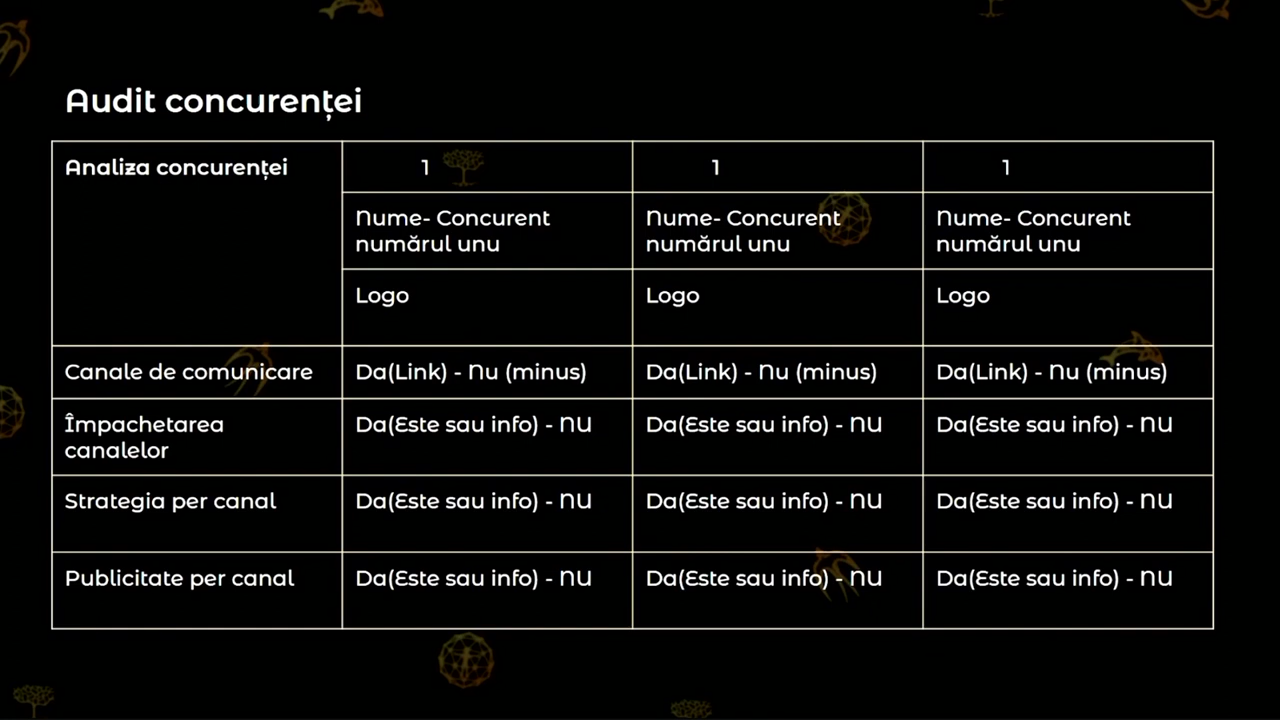 Audit concurenței
Analiza concurenței
1
1
1
Nume- Concurent
numărul unu
Nume- Concurent
numărul unu
Nume- Concurent
numărul unu
Logo
Logo
Logo
Canale de comunicare
Da(Link) - Nu (minus)
Da(Link) - Nu (minus)
Da(Link) - Nu (minus)
Împachetarea
canalelor
Da(Este sau info) - NU
Da(Este sau info) - NU
Da(Este sau info) - NU
Strategia per canal
Da(Este sau info) - NU
Da(Este sau info) - NU
Da(Este sau info) - NU
Publicitate per canal
Da(Este sau info) - NU
Da(Este sau info) - NU
Da(Este sau info) - NU